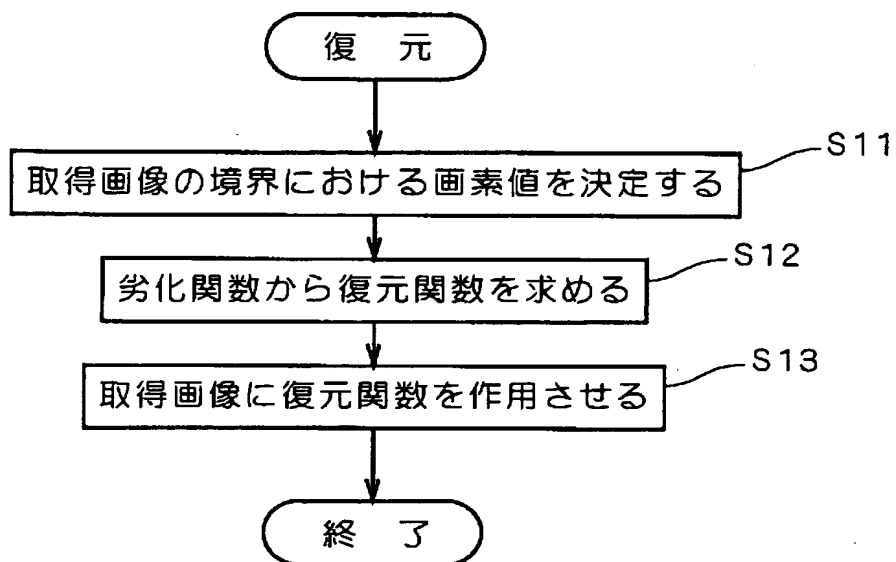 復 元
S11
取得画像の境界における画素値を決定する
S12
劣化関数から復元関数を求める
S13
取得画像に復元関数を作用させる
終 了